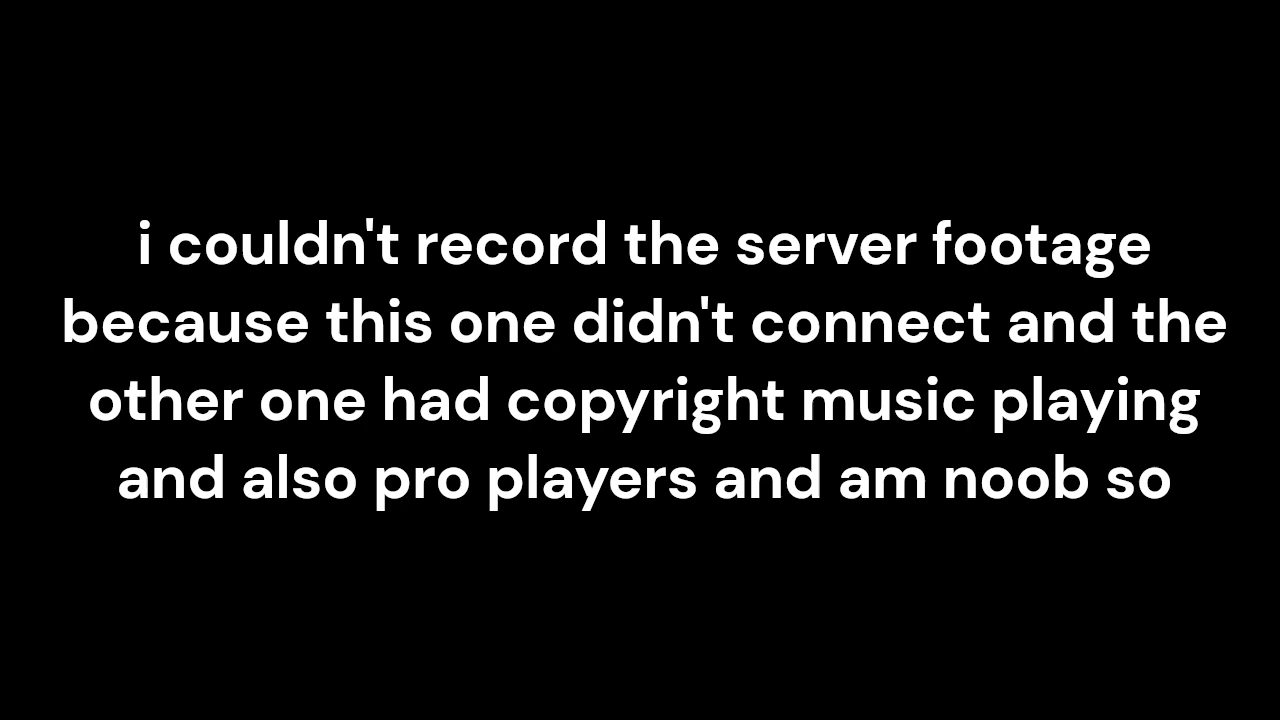 i couldn't record the server footage
because this one didn't connect and the
other one had copyright music playing
and also pro players and am noob so